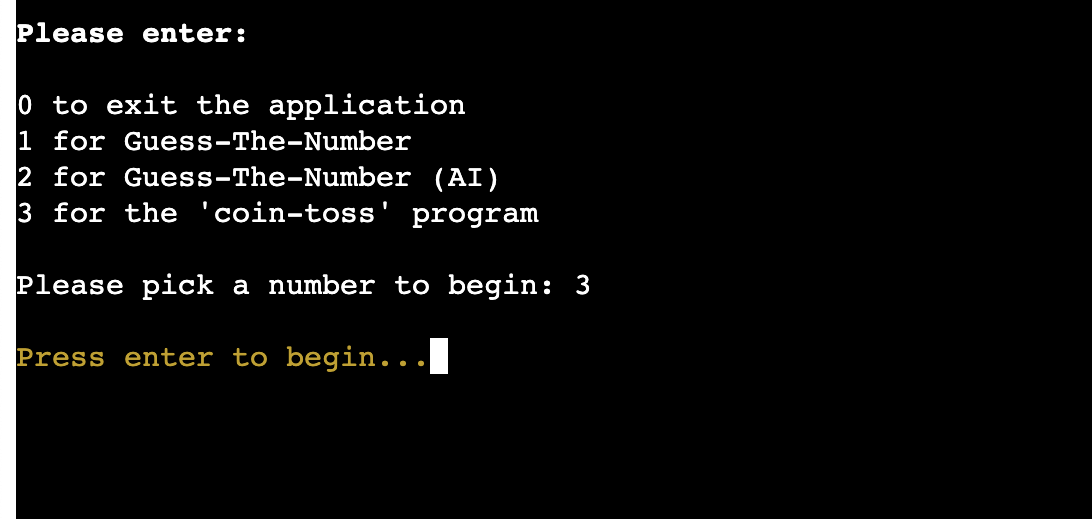 Please enter:
0 to exit the application
1 for Guess-The-Number
2 for Guess-The-Number (AI)
3 for the 'coin-toss' program
Please pick a number to begin: 3
Press enter to begin...